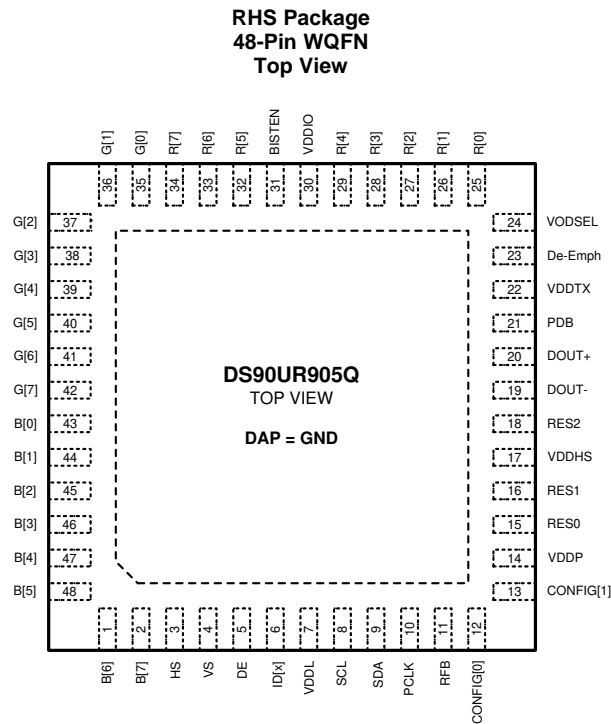 RHS Package
48-Pin WQFN
Top View
G[1] G[0] R[7] R[6] R[5] BISTEN VDDIO R[4] R[3] R[2] R[1] R[0]
36 35 34 33 32 31 30 29 28 27 26 25
G[2] 37 24 VODSEL
G[3] 38 23 De-Emph
G[4] 39 22 VDDTX
G[5] 40 21 PDB
G[6] 41 20 DOUT+
G[7] 42 19 DOUT-
B[0] 43 18 RES2
B[1] 44 17 VDDHS
B[2] 45 16 RES1
B[3] 46 15 RES0
B[4] 47 14 VDDP
B[5] 48 13 CONFIG[1]
DS90UR905Q
TOP VIEW
DAP = GND
1 2 3 4 5 6 7 8 9 10 11 12
B[6] B[7] HS VS DE ID[x] VDDL SCL SDA PCLK RFB CONFIG[0]